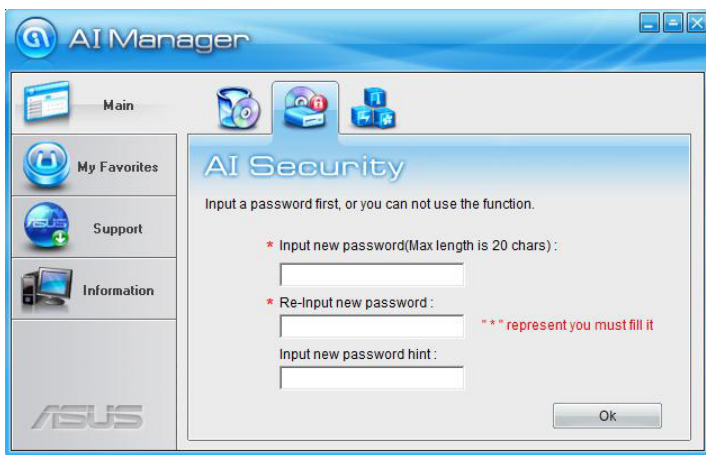 AI Manager
Main
My Favorites
Support
Information
ASUS
AI Security
Input a password first, or you can not use the function.
* Input new password(Max length is 20 chars) :
* Re-Input new password :
" * " represent you must fill it
Input new password hint :
Ok